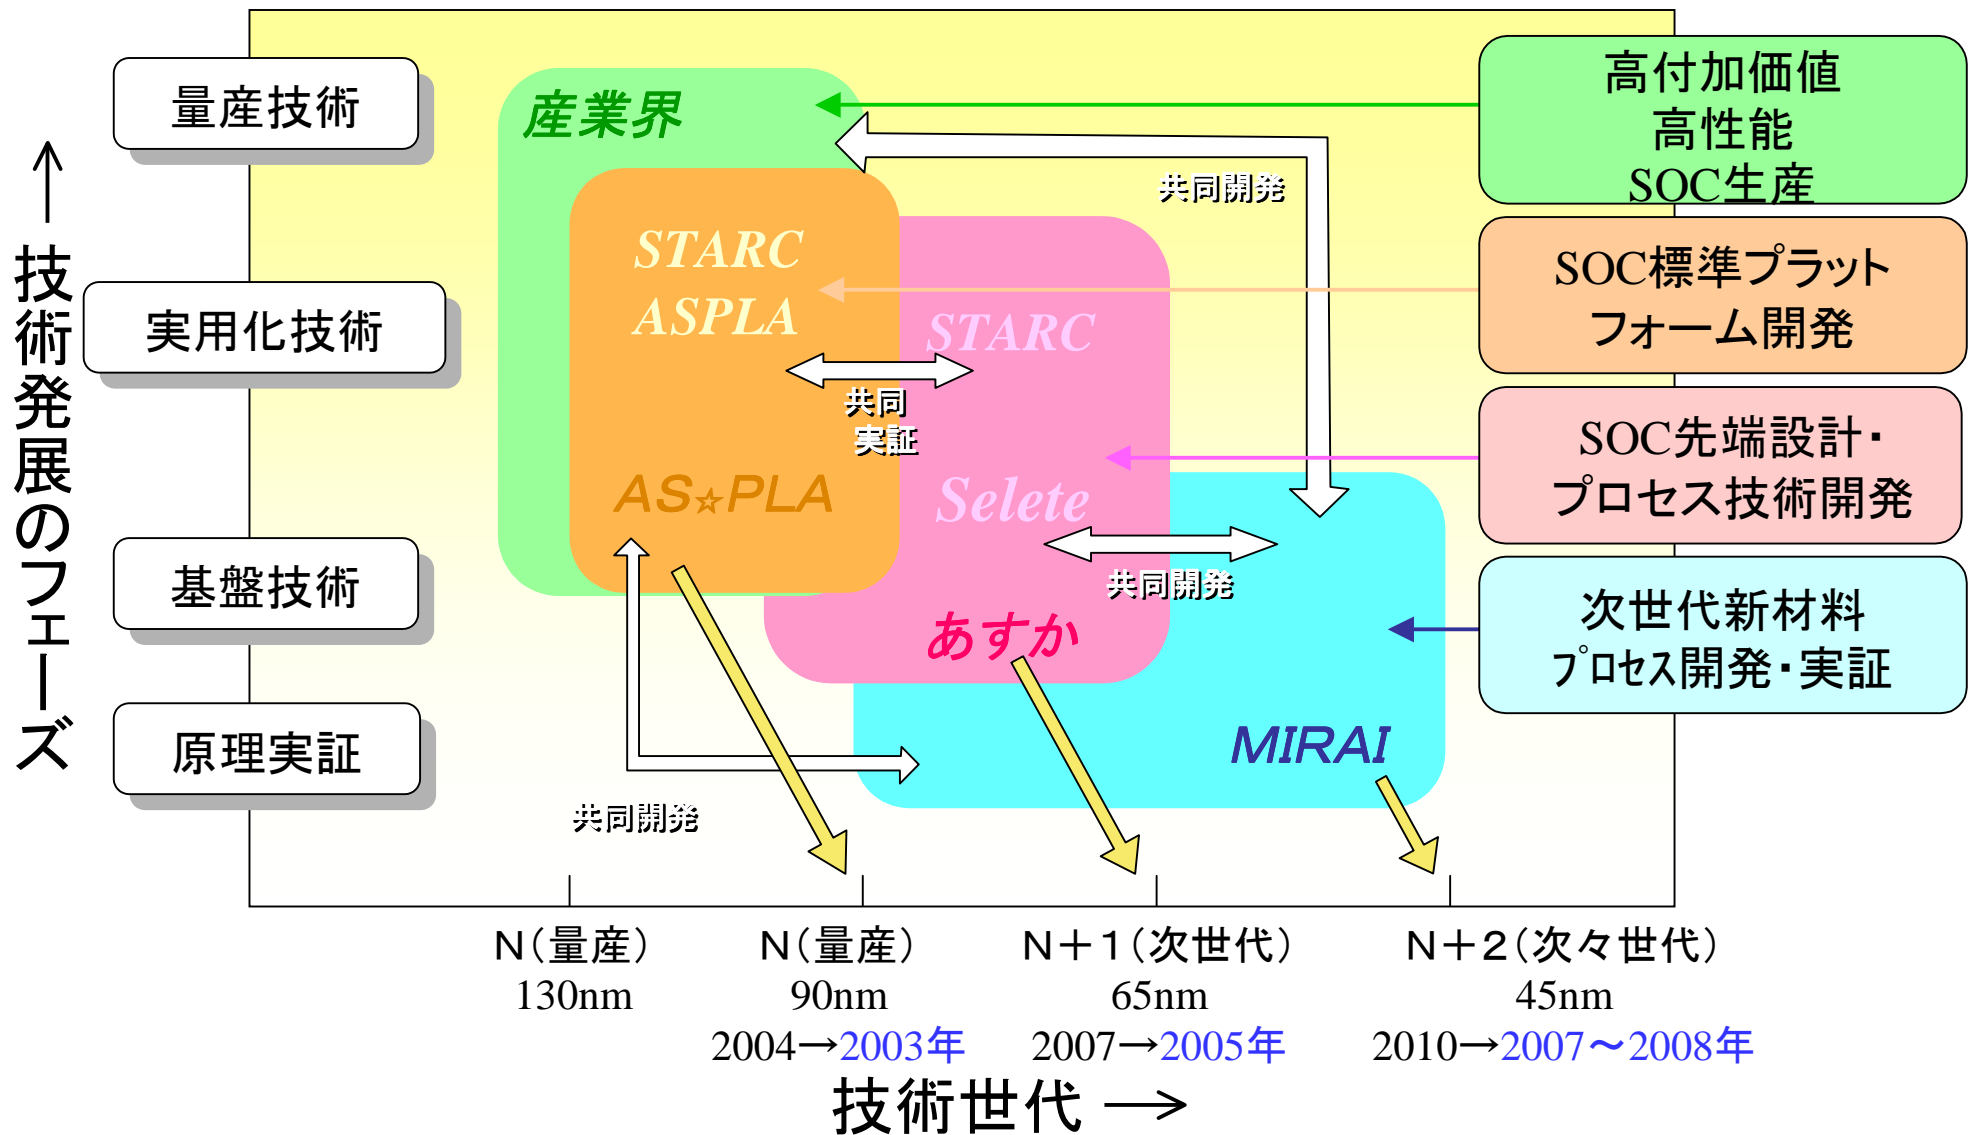 技術発展のフェーズ
量産技術
実用化技術
基盤技術
原理実証
産業界
STARC
ASPLA
AS☆PLA
共同
実証
STARC
Selete
あすか
共同開発
共同開発
MIRAI
共同開発
高付加価値
高性能
SOC生産
SOC標準プラット
フォーム開発
SOC先端設計・
プロセス技術開発
次世代新材料
プロセス開発・実証
N（量産）
130nm
N（量産）
90nm
2004→2003年
N＋1（次世代）
65nm
2007→2005年
N＋2（次々世代）
45nm
2010→2007～2008年
技術世代 →